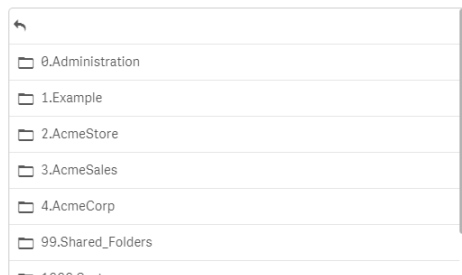 0.Administration
1.Example
2.AcmeStore
3.AcmeSales
4.AcmeCorp
99.Shared_Folders